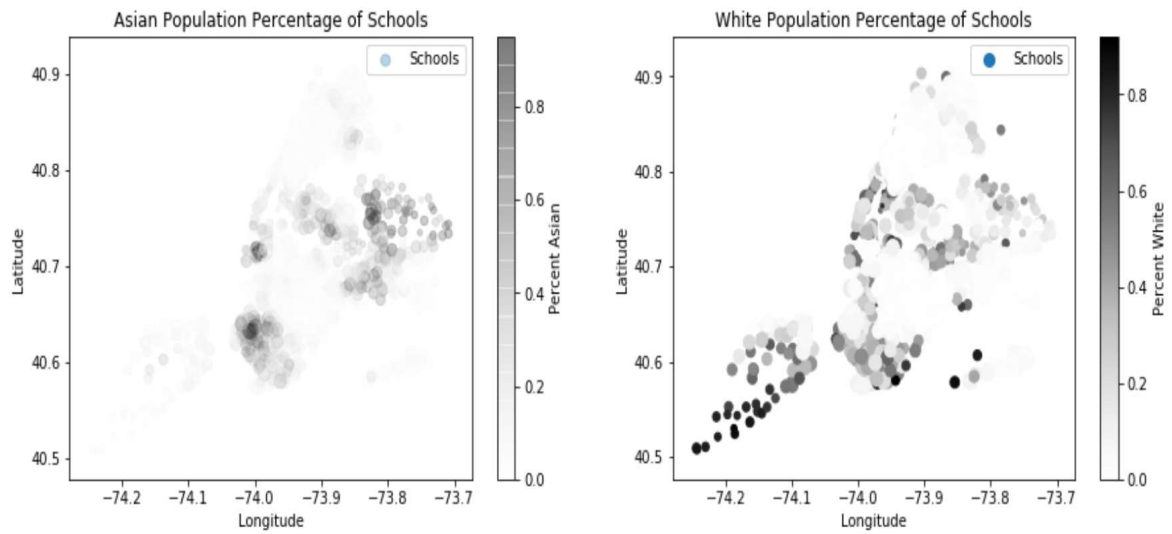 Asian Population Percentage of Schools
Schools
40.9
40.8
40.7
40.6
40.5
Latitude
−74.2 −74.1 −74.0 −73.9 −73.8 −73.7
Longitude
0.8
0.6
0.4
0.2
0.0
Percent Asian
White Population Percentage of Schools
Schools
40.9
40.8
40.7
40.6
40.5
Latitude
−74.2 −74.1 −74.0 −73.9 −73.8 −73.7
Longitude
0.8
0.6
0.4
0.2
0.0
Percent White